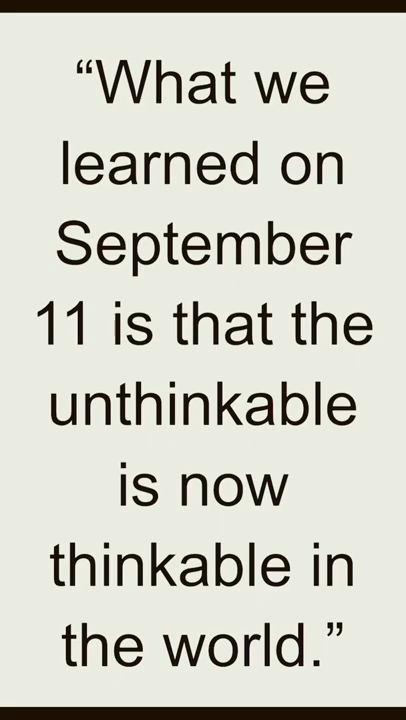 “What we
learned on
September
11 is that the
unthinkable
is now
thinkable in
the world.”